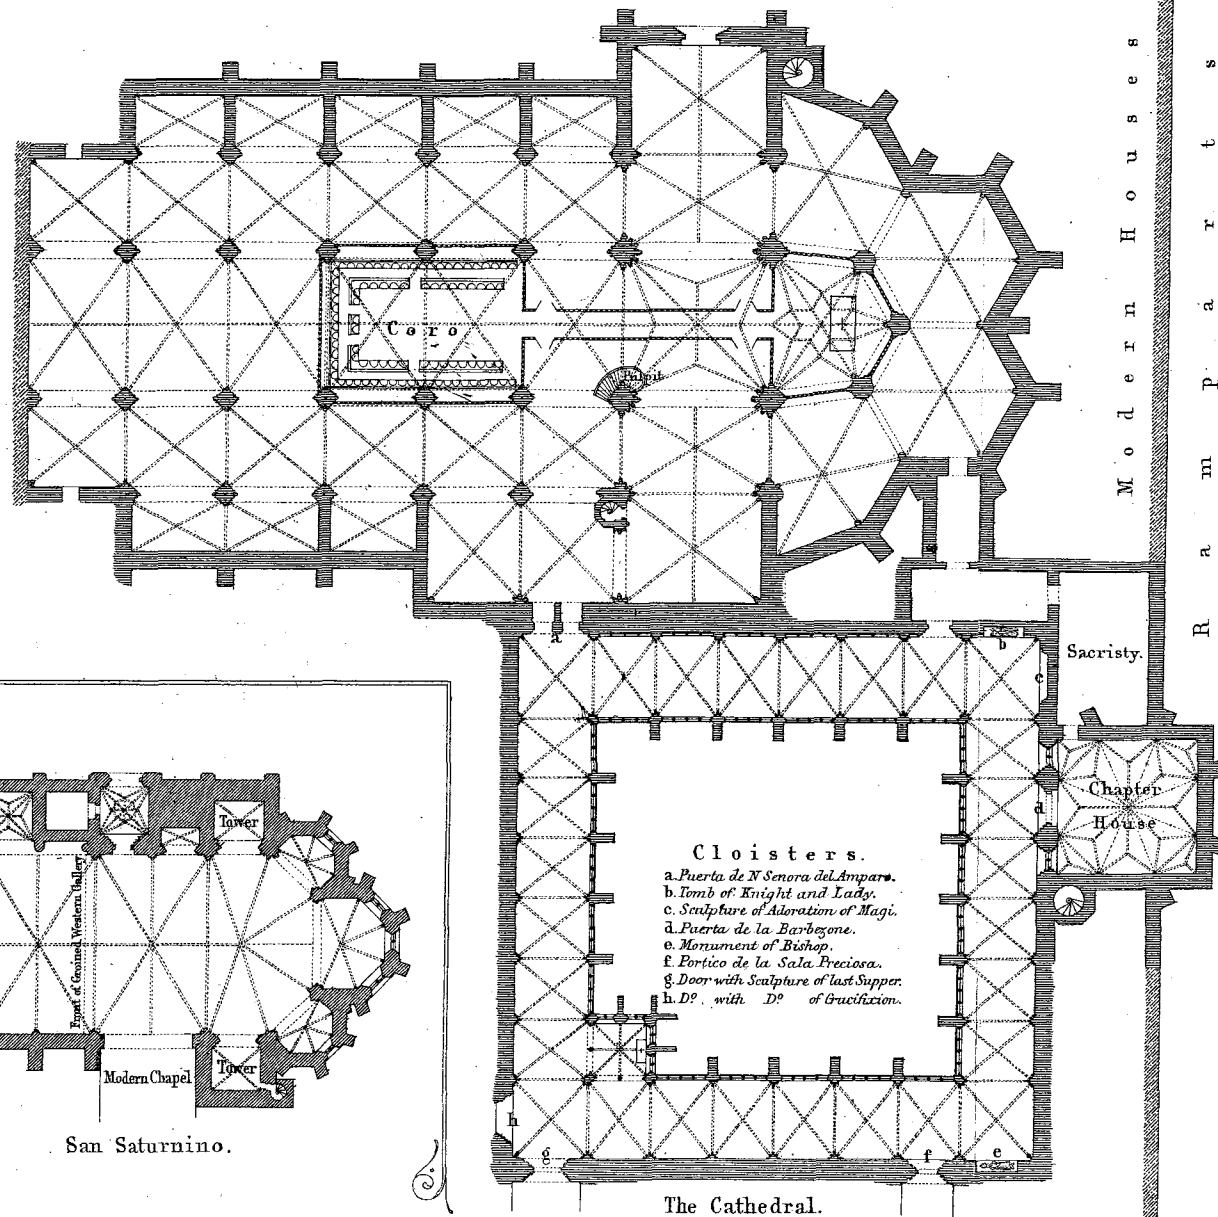 Modern Houses
Ramparts
Coro
Pulpit
a
b
c
Sacristy.
d
Chapter
House
Cloisters.
a. Puerta de N Senora del Amparo.
b. Tomb of Knight and Lady.
c. Sculpture of Adoration of Magi.
d. Puerta de la Barbezone.
e. Monument of Bishop.
f. Portico de la Sala Preciosa.
g. Door with Sculpture of last Supper.
h. Do. with Do. of Crucifixion.
h
g
f
e
The Cathedral.
Tower
Front of Groined Western Gallery
Modern Chapel
Tower
San Saturnino.